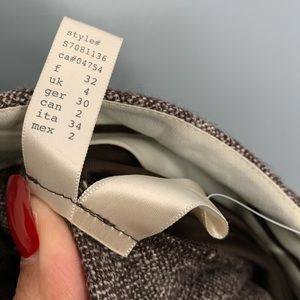 style#
S7081136
ca#04754
f 32
uk 4
ger 30
can 2
ita 34
mex 2